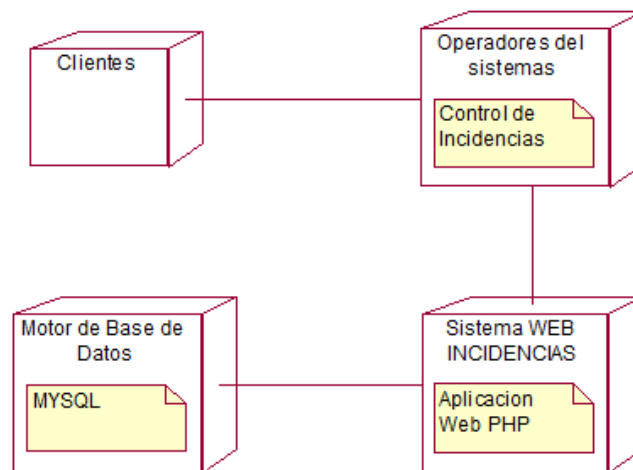 Clientes
Operadores del
sistemas
Control de
Incidencias
Motor de Base de
Datos
MYSQL
Sistema WEB
INCIDENCIAS
Aplicacion
Web PHP